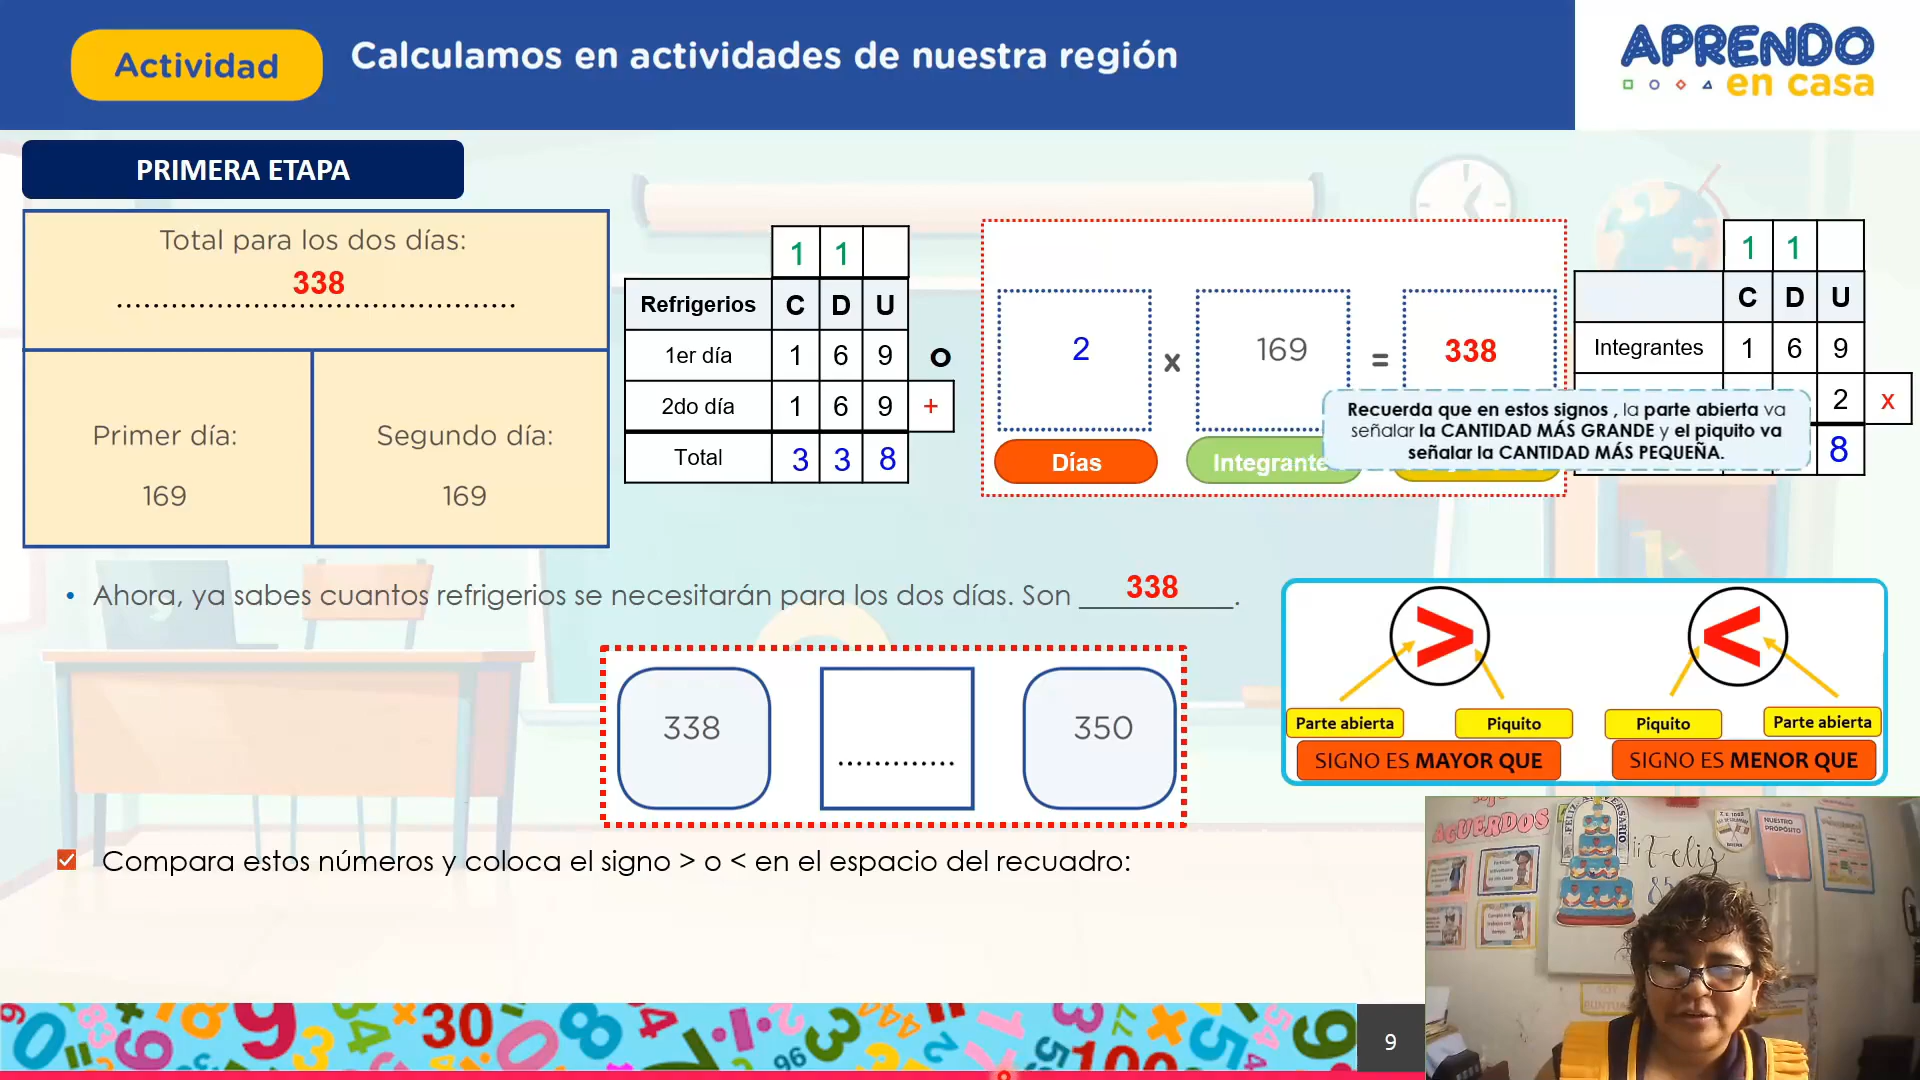 Actividad
Calculamos en actividades de nuestra región
APRENDO
en casa
PRIMERA ETAPA
Total para los dos días:
338
Primer día:
169
Segundo día:
169
1 1
Refrigerios C D U
1er día 1 6 9
2do día 1 6 9 +
Total 3 3 8
o
2 x 169 = 338
Días
Integrante
1 1
C D U
Integrantes 1 6 9
2 x
8
Recuerda que en estos signos , la parte abierta va
señalar la CANTIDAD MÁS GRANDE y el piquito va
señalar la CANTIDAD MÁS PEQUEÑA.
• Ahora, ya sabes cuantos refrigerios se necesitarán para los dos días. Son 338.
338 ............. 350
> <
Parte abierta Piquito Piquito Parte abierta
SIGNO ES MAYOR QUE SIGNO ES MENOR QUE
Compara estos números y coloca el signo > o < en el espacio del recuadro:
ACUERDOS
NUESTRO
PROPÓSITO
Feliz
9